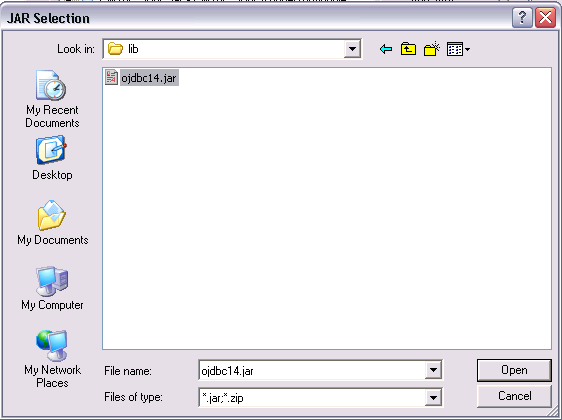 JAR Selection
Look in:
lib
ojdbc14.jar
My Recent
Documents
Desktop
My Documents
My Computer
My Network
Places
File name:
ojdbc14.jar
Open
Files of type:
*.jar;*.zip
Cancel